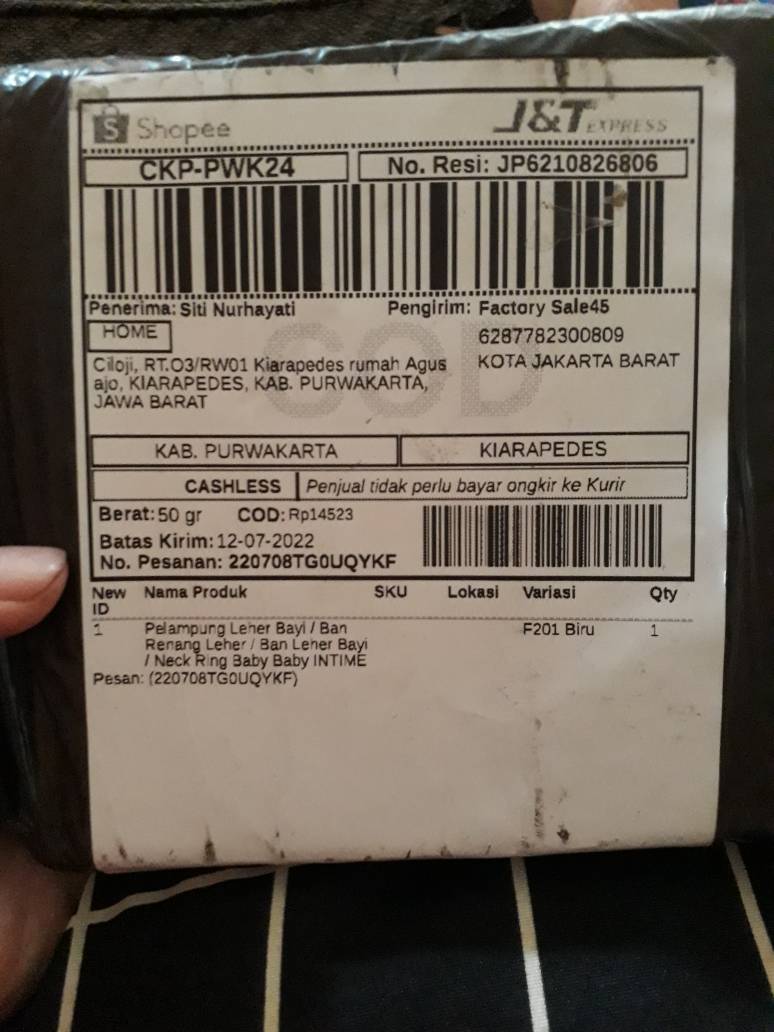 Shopee J&T EXPRESS
CKP-PWK24 No. Resi: JP6210826806
Penerima: Siti Nurhayati Pengirim: Factory Sale45
HOME 6287782300809
Ciloji, RT.O3/RW01 Kiarapedes rumah Agus KOTA JAKARTA BARAT
ajo, KIARAPEDES, KAB. PURWAKARTA,
JAWA BARAT
COD
KAB. PURWAKARTA KIARAPEDES
CASHLESS Penjual tidak perlu bayar ongkir ke Kurir
Berat: 50 gr COD: Rp14523
Batas Kirim: 12-07-2022
No. Pesanan: 220708TG0UQYKF
New Nama Produk SKU Lokasi Variasi Qty
ID
1 Pelampung Leher Bayi / Ban F201 Biru 1
Renang Leher / Ban Leher Bayi
/ Neck Ring Baby Baby INTIME
Pesan: (220708TG0UQYKF)